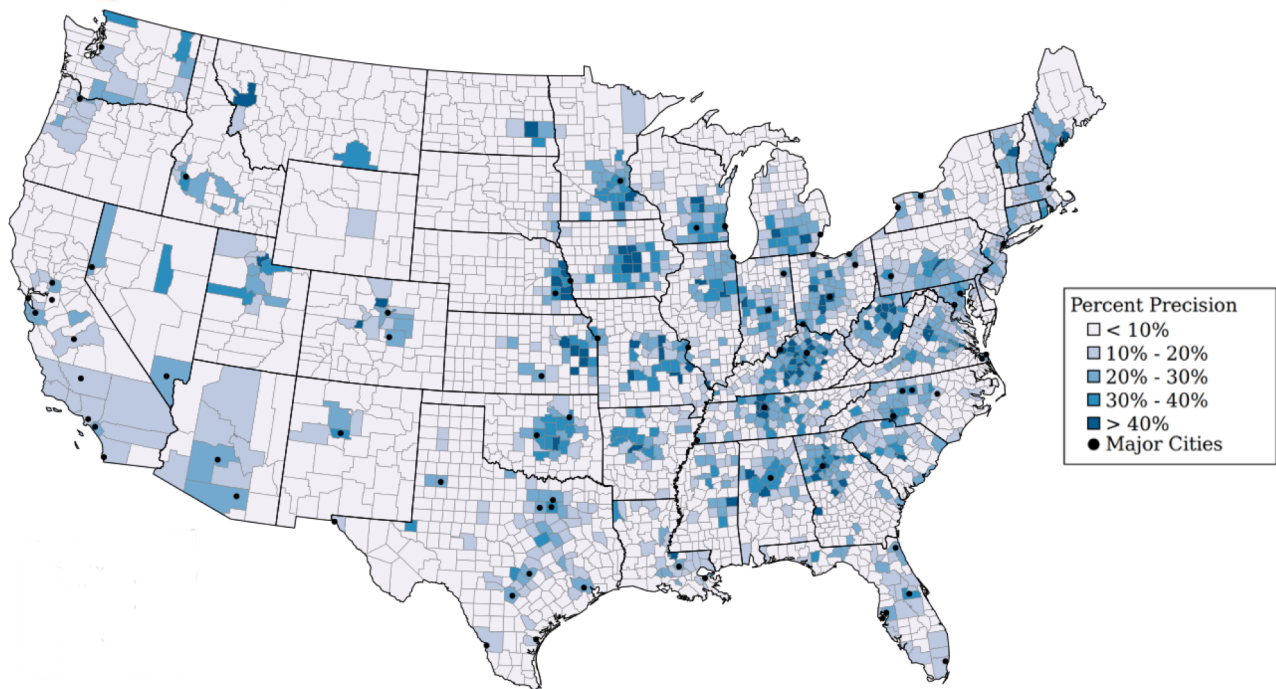 Percent Precision
< 10%
10% - 20%
20% - 30%
30% - 40%
> 40%
Major Cities